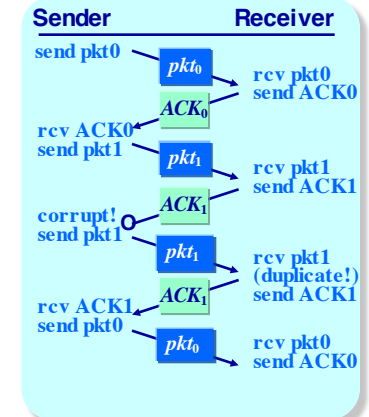 Sender Receiver
send pkt0
pkt0
rcv pkt0
send ACK0
ACK0
rcv ACK0
send pkt1
pkt1
rcv pkt1
send ACK1
ACK1
corrupt!
send pkt1
pkt1
rcv pkt1
(duplicate!)
send ACK1
ACK1
rcv ACK1
send pkt0
pkt0
rcv pkt0
send ACK0